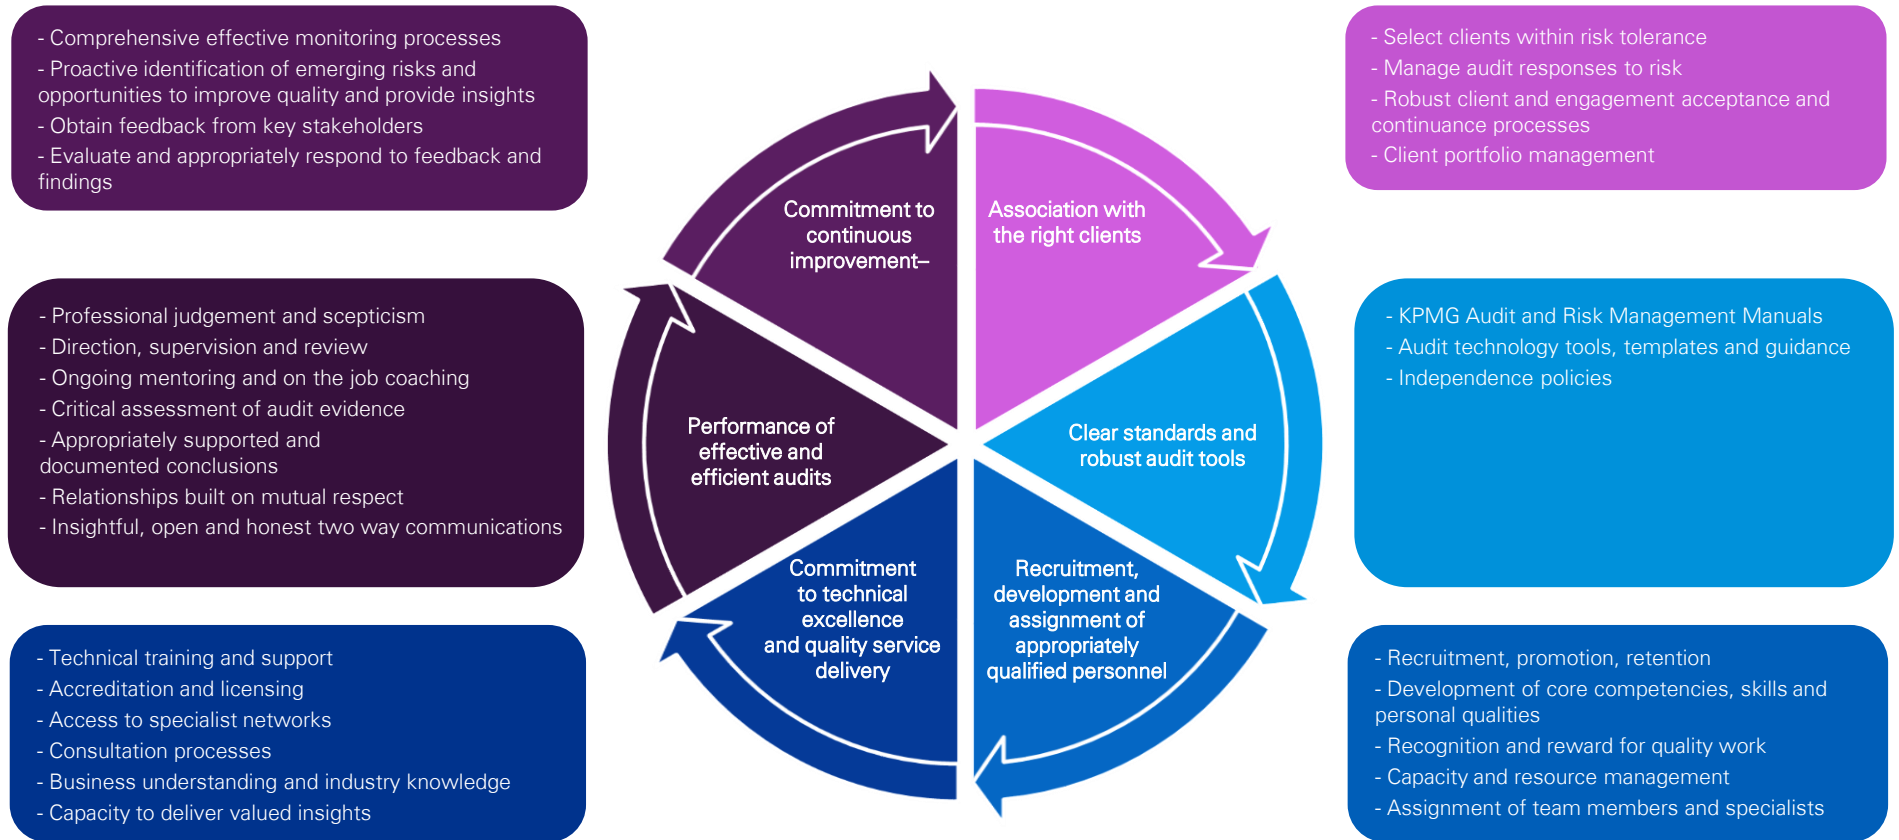 - Comprehensive effective monitoring processes
- Proactive identification of emerging risks and
opportunities to improve quality and provide insights
- Obtain feedback from key stakeholders
- Evaluate and appropriately respond to feedback and
findings
- Select clients within risk tolerance
- Manage audit responses to risk
- Robust client and engagement acceptance and
continuance processes
- Client portfolio management
Commitment to
continuous
improvement–
Association with
the right clients
- Professional judgement and scepticism
- Direction, supervision and review
- Ongoing mentoring and on the job coaching
- Critical assessment of audit evidence
- Appropriately supported and
documented conclusions
- Relationships built on mutual respect
- Insightful, open and honest two way communications
Performance of
effective and
efficient audits
Clear standards and
robust audit tools
- KPMG Audit and Risk Management Manuals
- Audit technology tools, templates and guidance
- Independence policies
Commitment
to technical
excellence
and quality service
delivery
Recruitment,
development and
assignment of
appropriately
qualified personnel
- Technical training and support
- Accreditation and licensing
- Access to specialist networks
- Consultation processes
- Business understanding and industry knowledge
- Capacity to deliver valued insights
- Recruitment, promotion, retention
- Development of core competencies, skills and
personal qualities
- Recognition and reward for quality work
- Capacity and resource management
- Assignment of team members and specialists